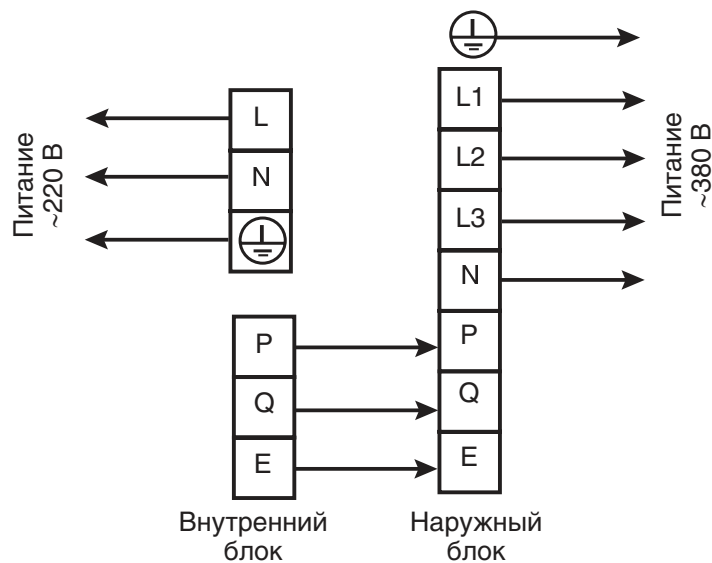 Питание
~220 В
L
N
P
Q
E
Внутренний
блок
L1
L2
L3
N
P
Q
E
Наружный
блок
Питание
~380 В